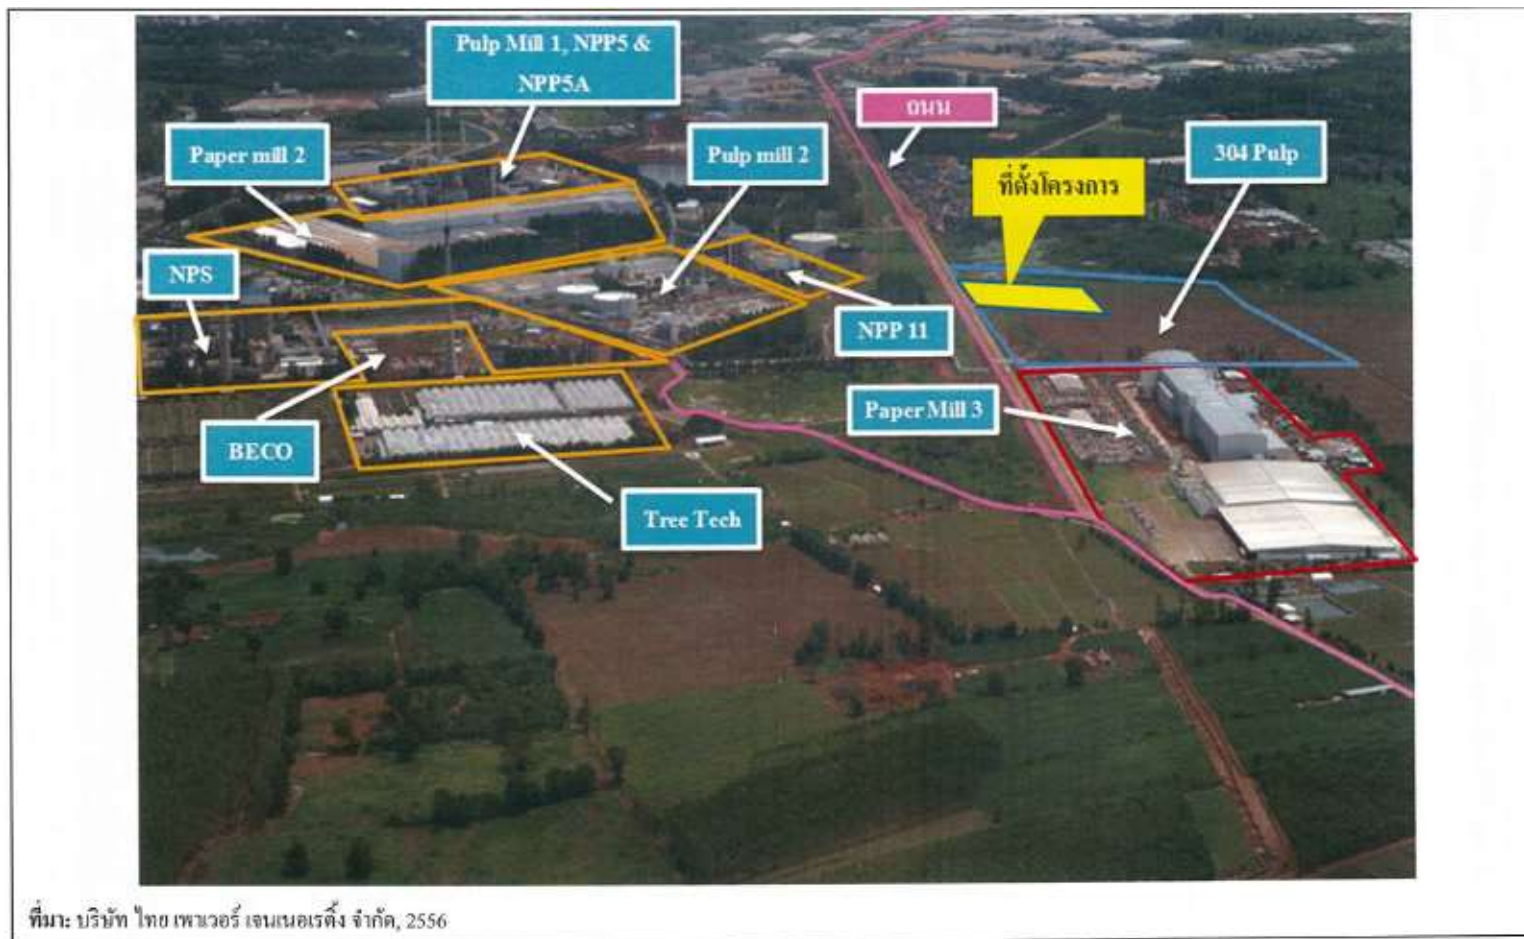 Pulp Mill 1, NPP5 &
NPP5A
ถนน
Paper mill 2
Pulp mill 2
304 Pulp
ที่ตั้งโครงการ
NPS
NPP 11
Paper Mill 3
BECO
Tree Tech
ที่มา: บริษัท ไทย เพาเวอร์ เจนเนอเรติ้ง จำกัด, 2556